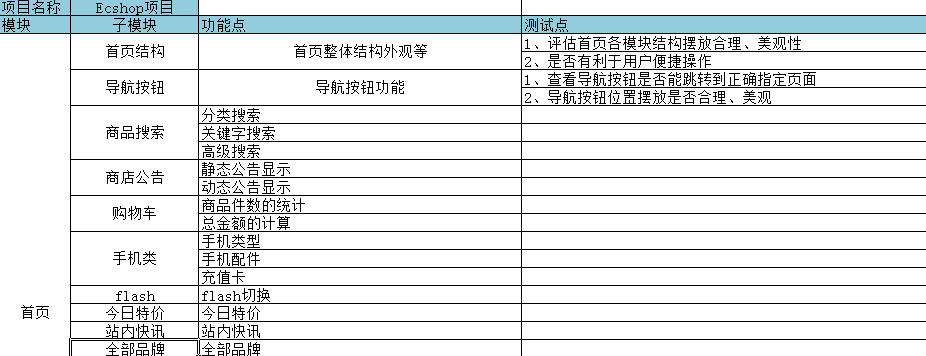 项目名称 Ecshop项目
模块 子模块 功能点 测试点
首页
首页结构 首页整体结构外观等 1、评估首页各模块结构摆放合理、美观性
2、是否有利于用户便捷操作
导航按钮 导航按钮功能 1、查看导航按钮是否能跳转到正确指定页面
2、导航按钮位置摆放是否合理、美观
商品搜索 分类搜索
关键字搜索
高级搜索
商店公告 静态公告显示
动态公告显示
购物车 商品件数的统计
总金额的计算
手机类 手机类型
手机配件
充值卡
flash flash切换
今日特价 今日特价
站内快讯 站内快讯
全部品牌 全部品牌